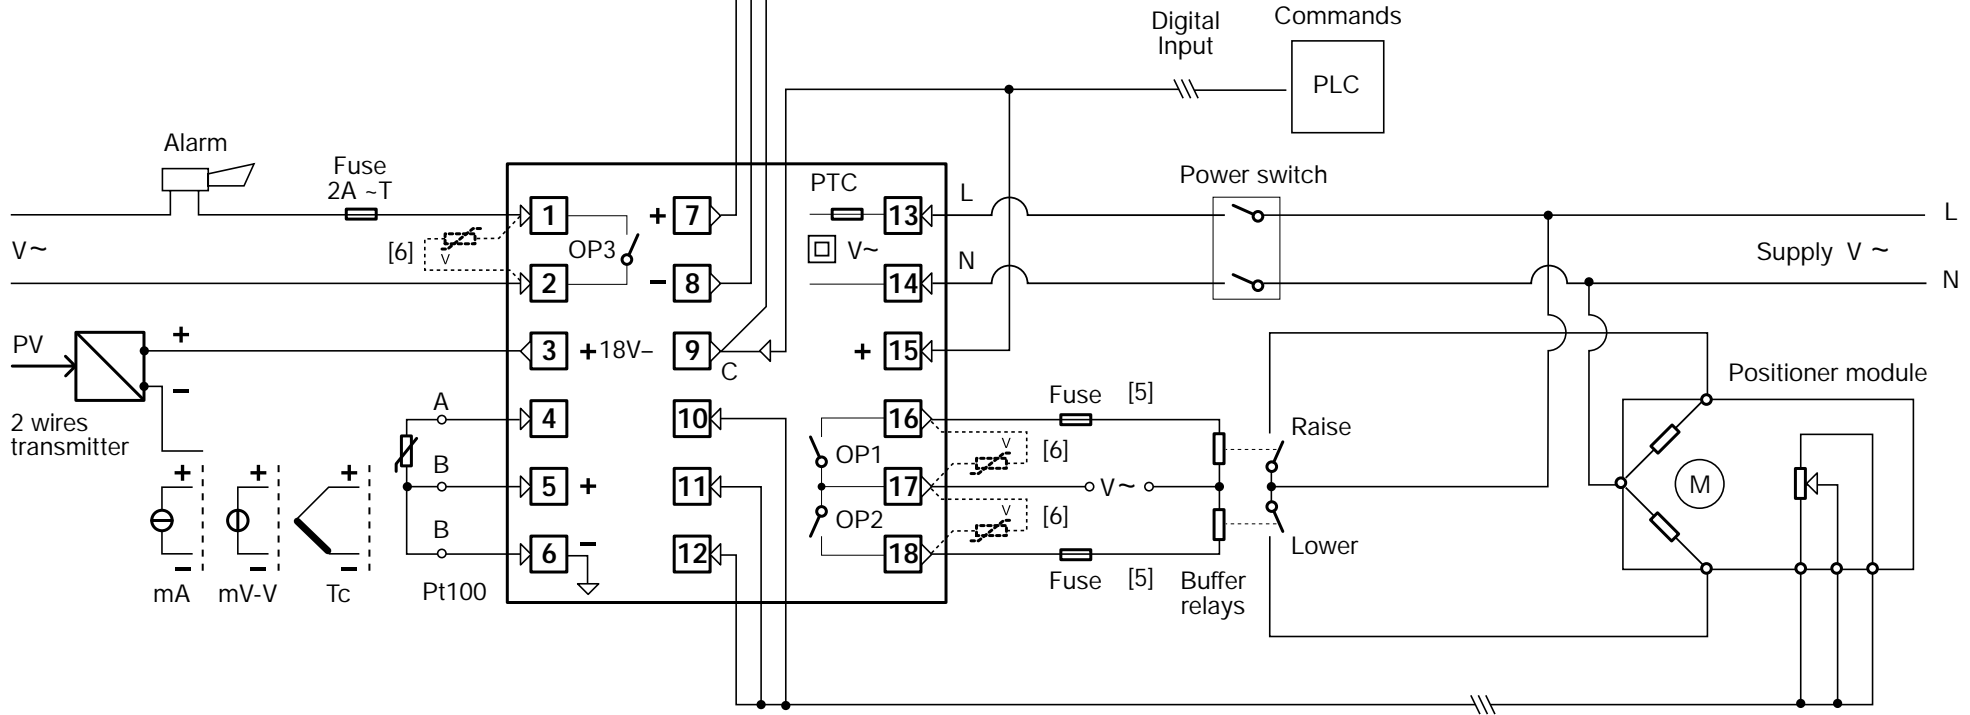 Digital
Input
Commands
PLC
Alarm
Fuse
2A ~T
PTC
L
Power switch
1
+ 7
13
L
V~
[6]
V
OP3
V~
N
Supply V ~
2
– 8
14
N
PV
+
–
3
+18V–
9
C
+ 15
2 wires
transmitter
A
4
10
16
Fuse [5]
Raise
Positioner module
OP1
V
[6]
B
5 +
11
17
V~
M
OP2
V
[6]
B
6 –
12
18
Lower
Fuse [5]
Buffer
relays
+ + +
– – –
mA mV-V Tc
Pt100